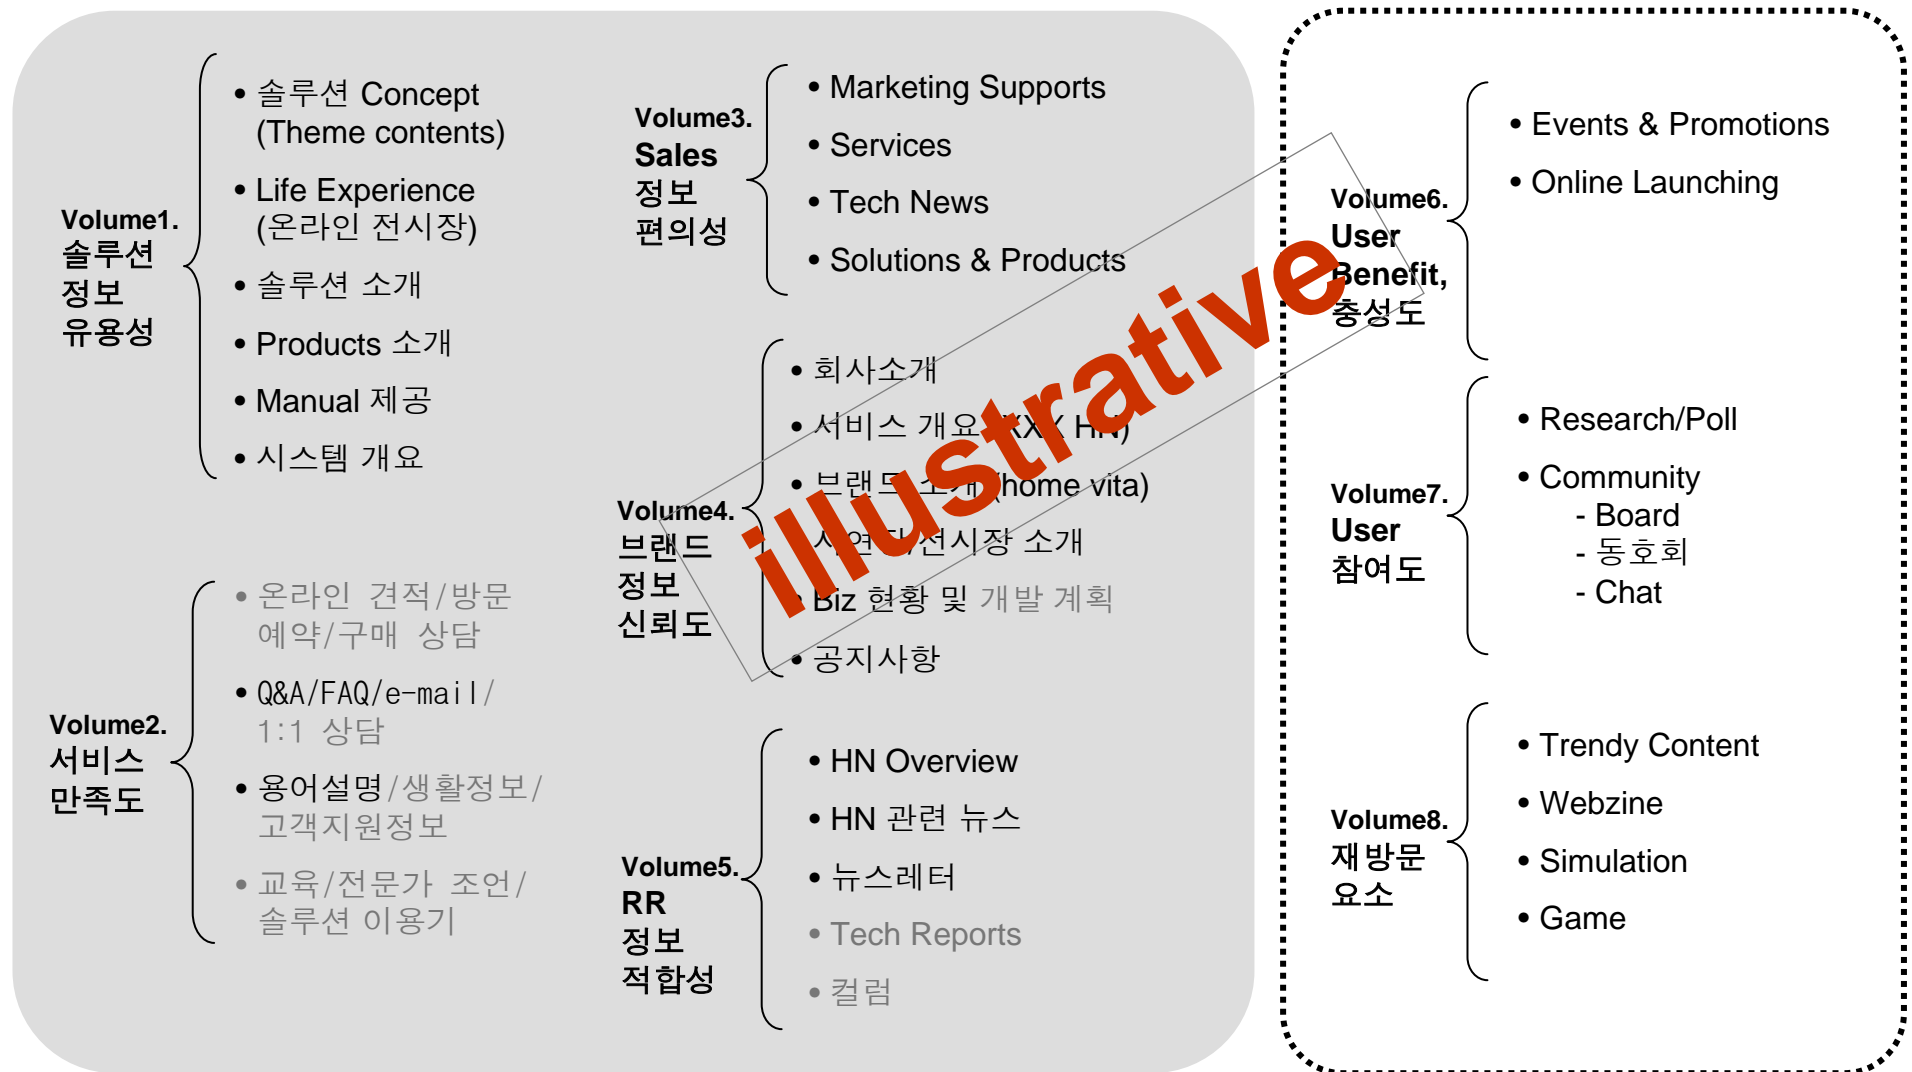 Volume1.
솔루션
정보
유용성
• 솔루션 Concept
(Theme contents)
• Life Experience
(온라인 전시장)
• 솔루션 소개
• Products 소개
• Manual 제공
• 시스템 개요
Volume2.
서비스
만족도
• 온라인 견적/방문
예약/구매 상담
• Q&A/FAQ/e-mail/
1:1 상담
• 용어설명/생활정보/
고객지원정보
• 교육/전문가 조언/
솔루션 이용기
Volume3.
Sales
정보
편의성
• Marketing Supports
• Services
• Tech News
• Solutions & Products
Volume4.
브랜드
정보
신뢰도
• 회사소개
• 서비스 개요 (XXX HN)
• 브랜드 소개 (home vita)
• 시연장/전시장 소개
• Biz 현황 및 개발 계획
• 공지사항
Volume5.
RR
정보
적합성
• HN Overview
• HN 관련 뉴스
• 뉴스레터
• Tech Reports
• 컬럼
illustrative
Volume6.
User
Benefit,
충성도
• Events & Promotions
• Online Launching
Volume7.
User
참여도
• Research/Poll
• Community
- Board
- 동호회
- Chat
Volume8.
재방문
요소
• Trendy Content
• Webzine
• Simulation
• Game